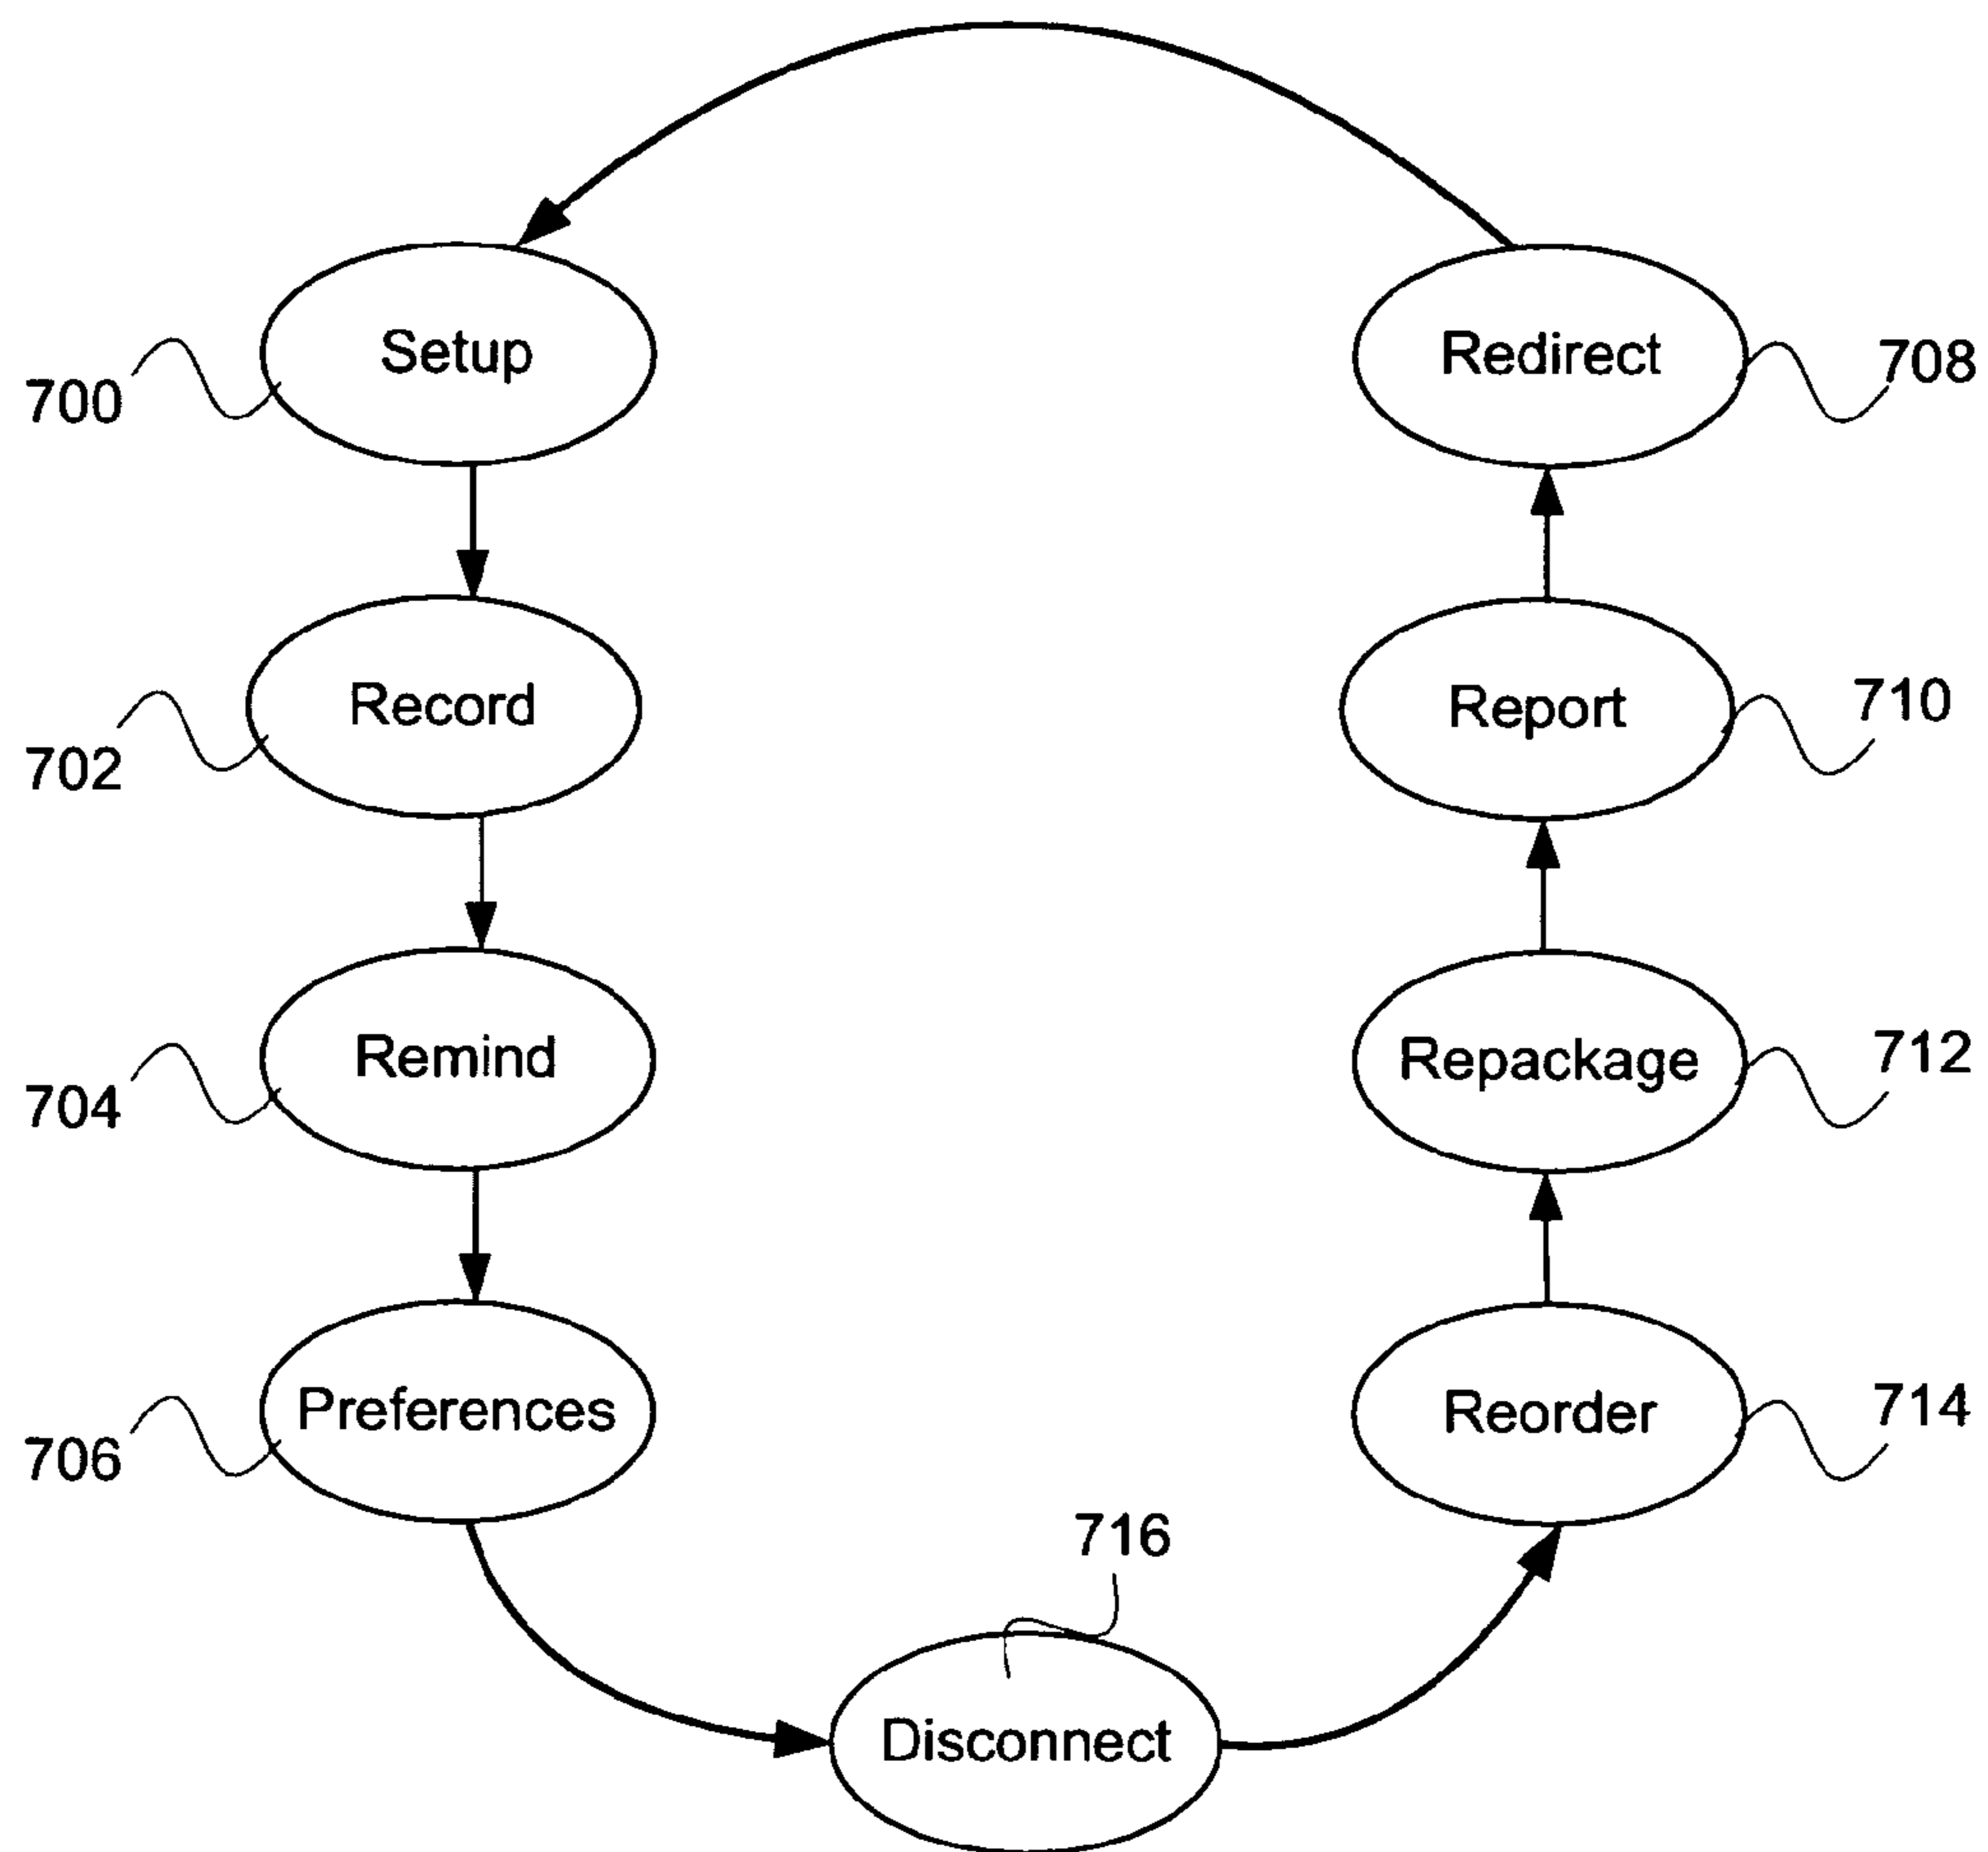 Setup
Redirect
700
708
Record
Report
702
710
Remind
Repackage
704
712
Preferences
Reorder
706
714
716
Disconnect